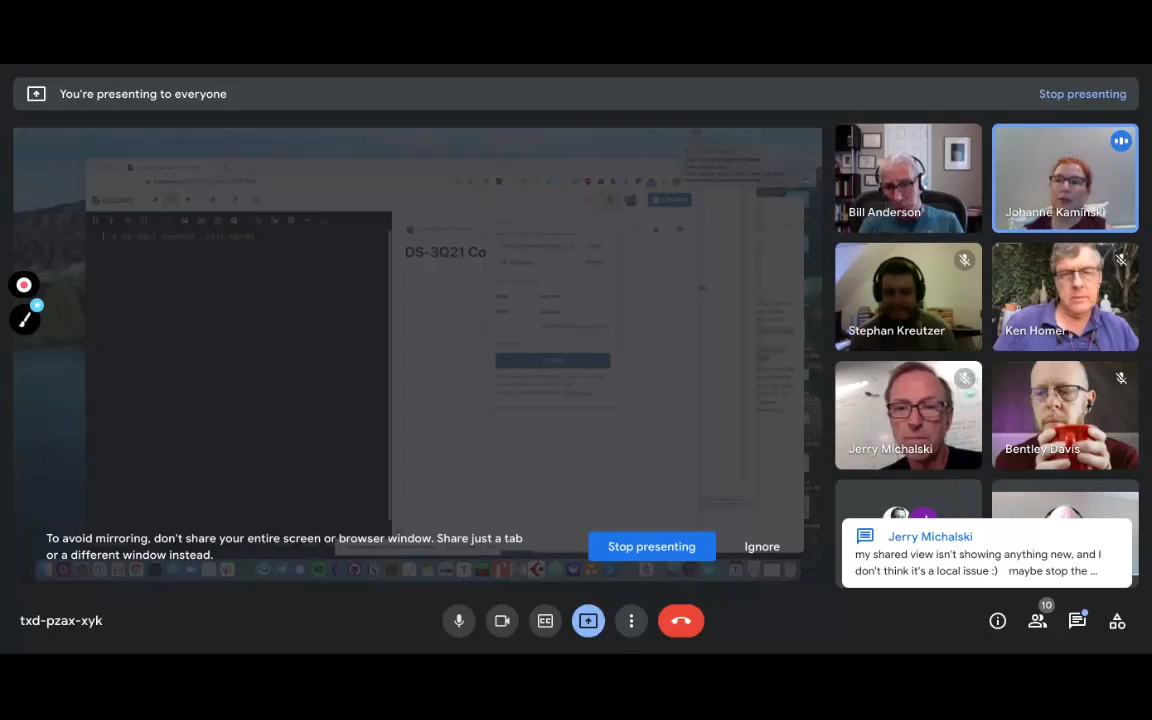 You're presenting to everyone
Stop presenting
DS-3Q21 Co
Bill Anderson
Johanne Kaminski
Stephan Kreutzer
Ken Homer
Jerry Michalski
Bentley Davis
To avoid mirroring, don't share your entire screen or browser window. Share just a tab
or a different window instead.
Stop presenting
Ignore
Jerry Michalski
my shared view isn't showing anything new, and I
don't think it's a local issue :) maybe stop the ...
txd-pzax-xyk
CC
10